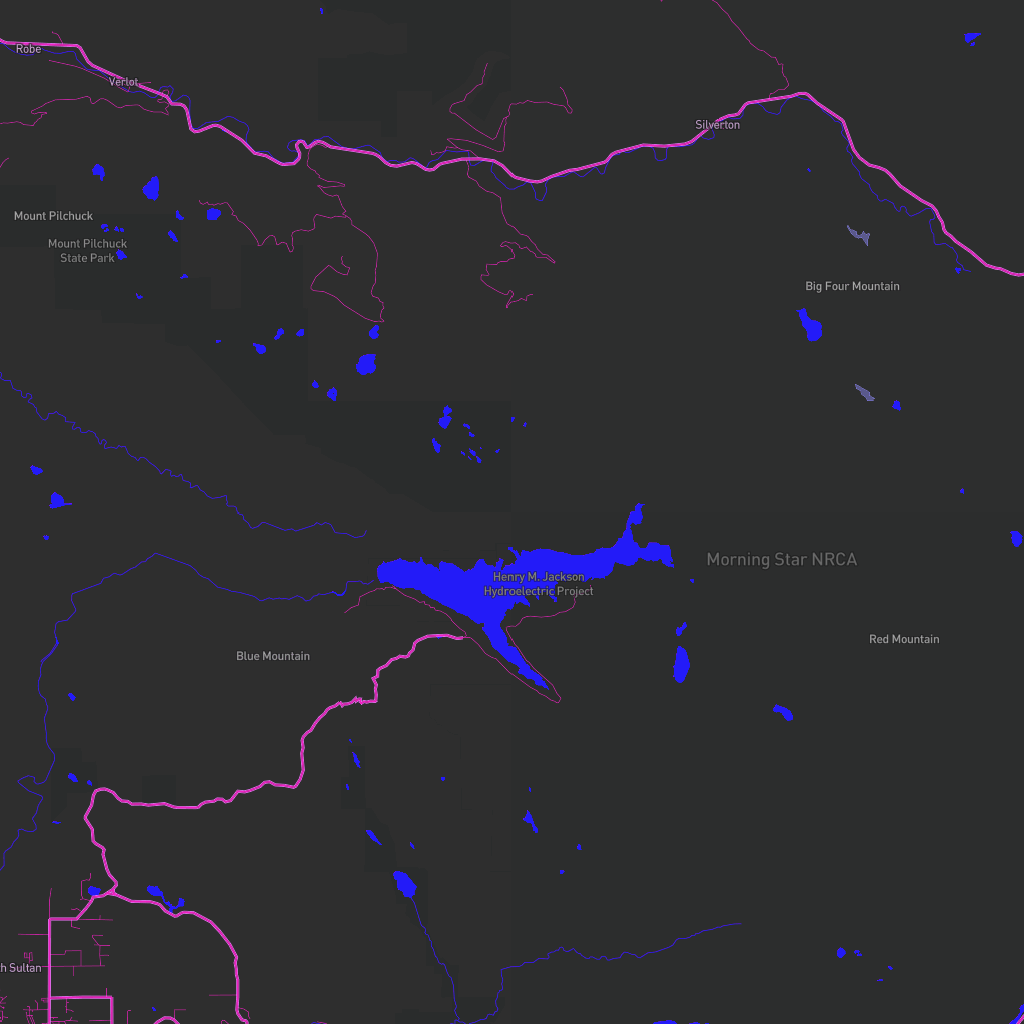 Robe
Verlot
Silverton
Mount Pilchuck
Mount Pilchuck
State Park
Big Four Mountain
Morning Star NRCA
Henry M. Jackson
Hydroelectric Project
Red Mountain
Blue Mountain
h Sultan